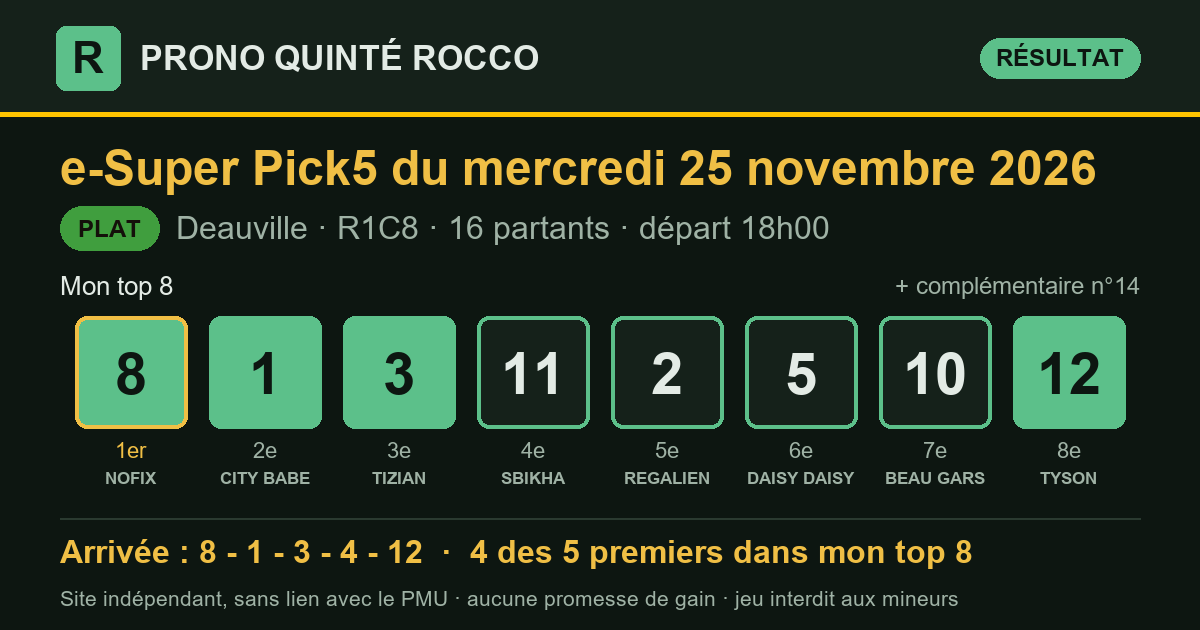 R PRONO QUINTÉ ROCCO RÉSULTAT
e-Super Pick5 du mercredi 25 novembre 2026
PLAT Deauville · R1C8 · 16 partants · départ 18h00
Mon top 8 + complémentaire n°14
8 1 3 11 2 5 10 12
1er 2e 3e 4e 5e 6e 7e 8e
NOFIX CITY BABE TIZIAN SBIKHA REGALIEN DAISY DAISY BEAU GARS TYSON
Arrivée : 8 - 1 - 3 - 4 - 12 · 4 des 5 premiers dans mon top 8
Site indépendant, sans lien avec le PMU · aucune promesse de gain · jeu interdit aux mineurs